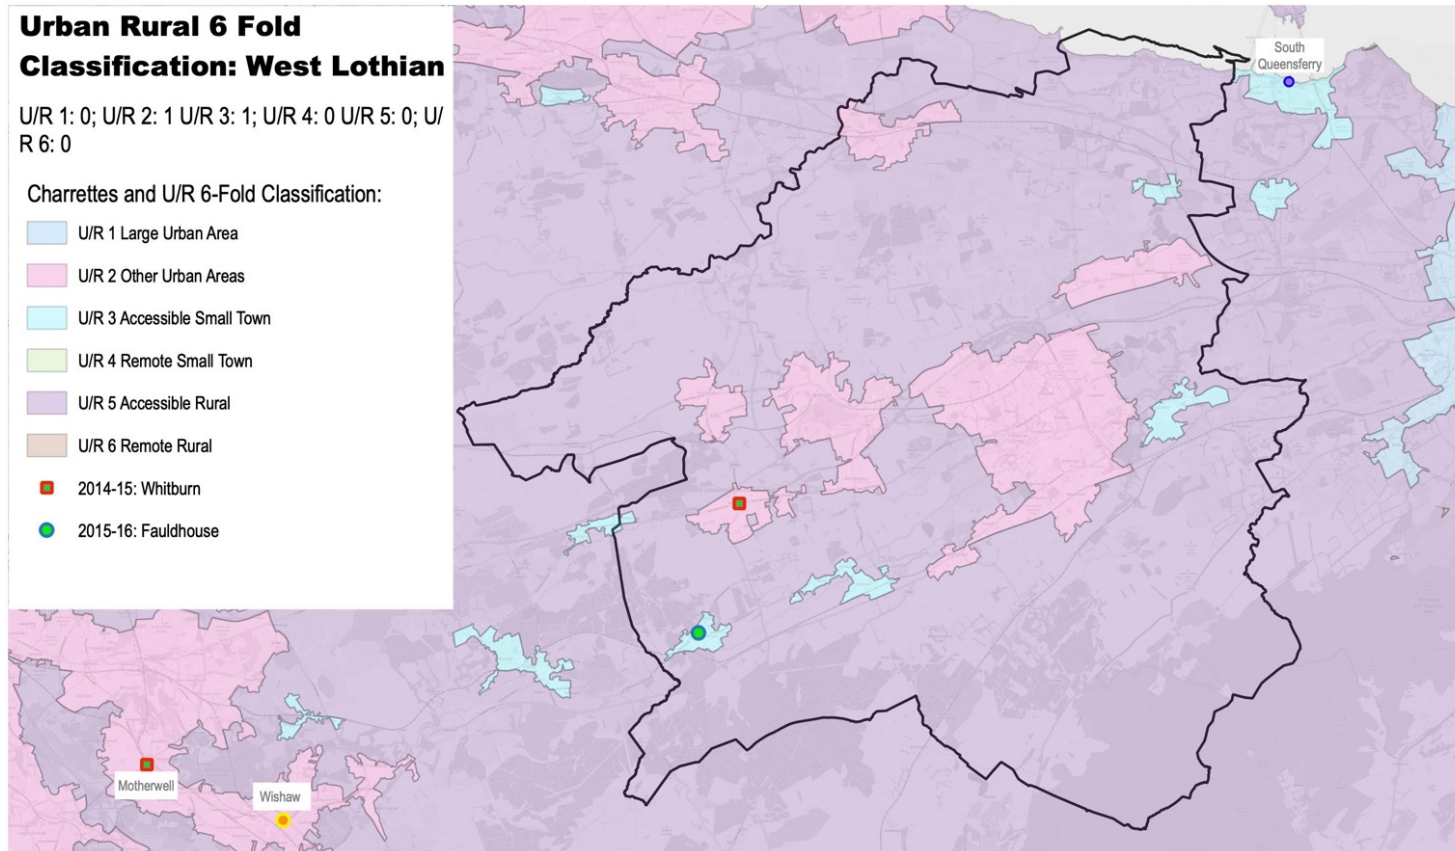 Urban Rural 6 Fold
Classification: West Lothian
U/R 1: 0; U/R 2: 1 U/R 3: 1; U/R 4: 0 U/R 5: 0; U/
R 6: 0
Charrettes and U/R 6-Fold Classification:
U/R 1 Large Urban Area
U/R 2 Other Urban Areas
U/R 3 Accessible Small Town
U/R 4 Remote Small Town
U/R 5 Accessible Rural
U/R 6 Remote Rural
2014-15: Whitburn
2015-16: Fauldhouse
South
Queensferry
Motherwell
Wishaw